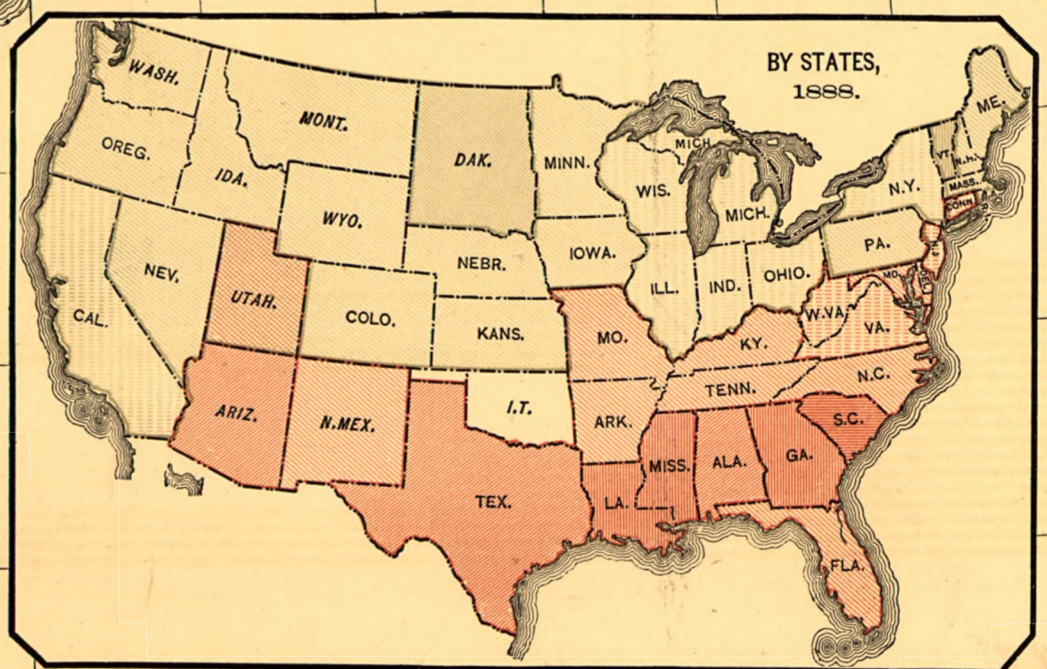 BY STATES,
1888.
WASH.
MONT.
DAK.
MINN.
MICH.
ME.
OREG.
IDA.
WIS.
VT.
N.H.
N.Y.
MASS.
CONN.
R.I.
WYO.
MICH.
NEBR.
IOWA.
PA.
N.J.
NEV.
UTAH.
ILL.
IND.
OHIO.
MD.
DEL.
CAL.
COLO.
KANS.
MO.
KY.
W.VA.
VA.
ARIZ.
N.MEX.
I.T.
ARK.
TENN.
N.C.
S.C.
TEX.
LA.
MISS.
ALA.
GA.
FLA.